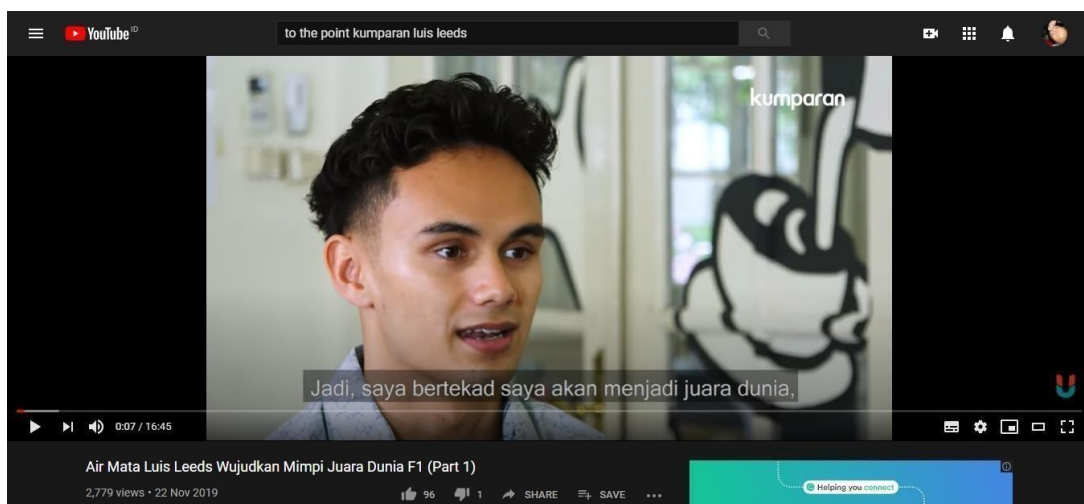 YouTube ID
to the point kumparan luis leeds
kumparan
Jadi, saya bertekad saya akan menjadi juara dunia,
0:07 / 16:45
Air Mata Luis Leeds Wujudkan Mimpi Juara Dunia F1 (Part 1)
2,779 views • 22 Nov 2019
96 1 SHARE SAVE
Helping you connect